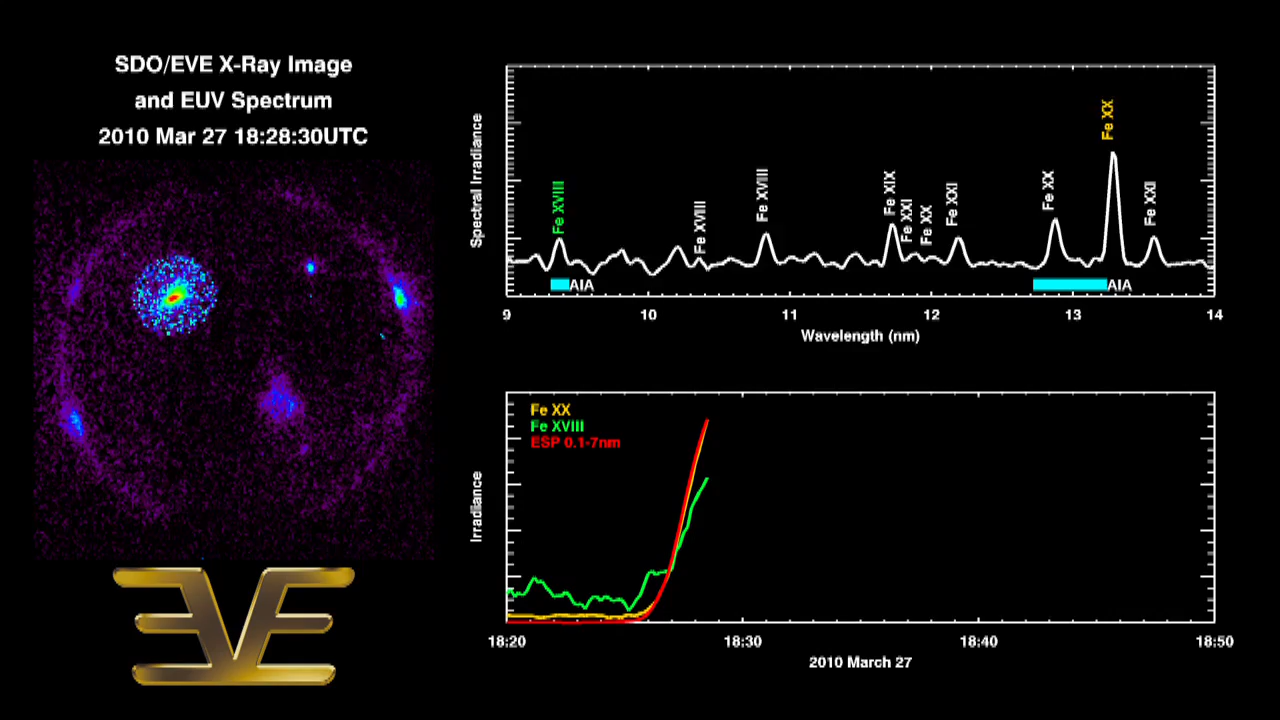 SDO/EVE X-Ray Image
and EUV Spectrum
2010 Mar 27 18:28:30UTC
EVE
Spectral Irradiance
Fe XVIII
Fe XVIII
Fe XVIII
Fe XIX
Fe XXI
Fe XX
Fe XXI
Fe XX
Fe XX
Fe XXI
AIA
AIA
9 10 11 12 13 14
Wavelength (nm)
Irradiance
Fe XX
Fe XVIII
ESP 0.1-7nm
18:20 18:30 18:40 18:50
2010 March 27